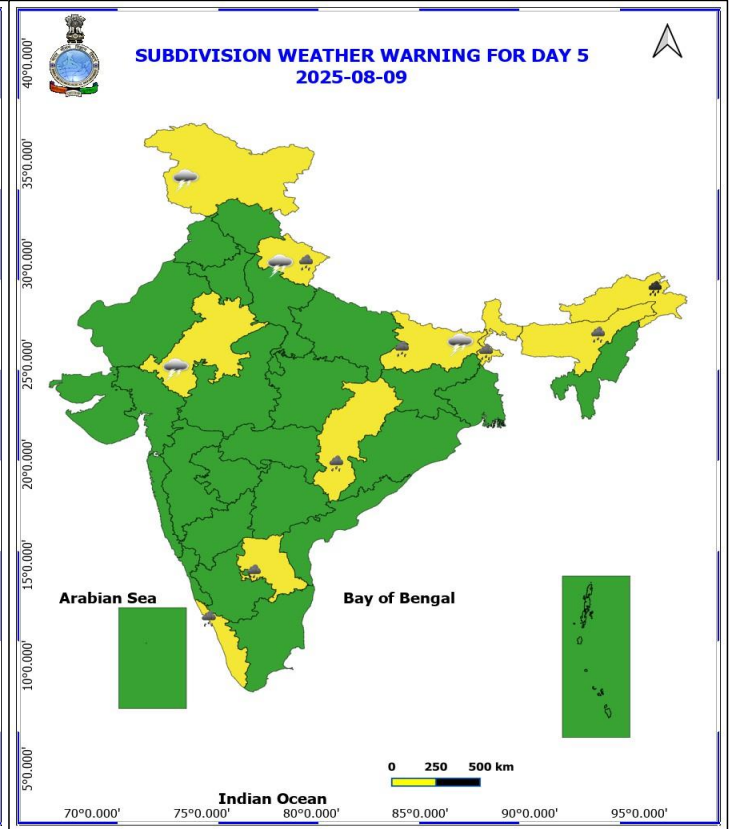 SUBDIVISION WEATHER WARNING FOR DAY 5
2025-08-09
40°0.000'
35°0.000'
30°0.000'
25°0.000'
20°0.000'
15°0.000'
10°0.000'
5°0.000'
Arabian Sea
Bay of Bengal
0 250 500 km
Indian Ocean
70°0.000' 75°0.000' 80°0.000' 85°0.000' 90°0.000' 95°0.000'